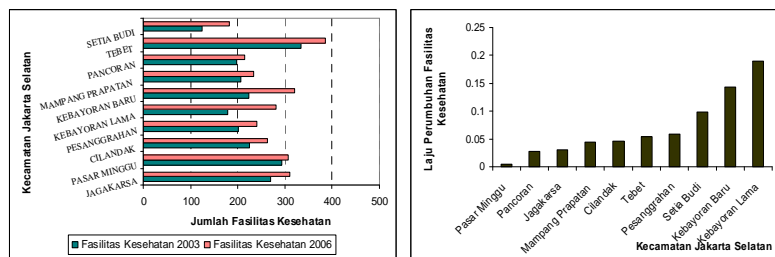 Kecamatan Jakarta Selatan
SETIA BUDI
TEBET
PANCORAN
MAMPANG PRAPATAN
KEBAYORAN BARU
KEBAYORAN LAMA
PESANGGRAHAN
CILANDAK
PASAR MINGGU
JAGAKARSA
0 100 200 300 400 500
Jumlah Fasilitas Kesehatan
Fasilitas Kesehatan 2003 Fasilitas Kesehatan 2006
Laju Perumbuhan Fasilitas
Kesehatan
0.25
0.2
0.15
0.1
0.05
0
Pasar Minggu
Pancoran
Jagakarsa
Mampang Prapatan
Cilandak
Tebet
Pesanggrahan
Setia Budi
Kebayoran Baru
Kebayoran Lama
Kecamatan Jakarta Selatan